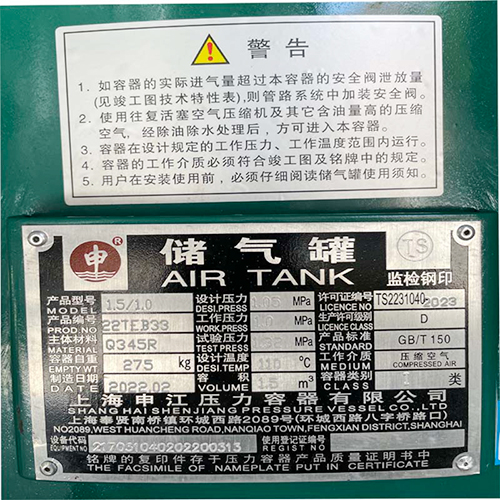 警告
1. 如容器的实际进气量超过本容器的安全阀泄放量
(见竣工图技术特性表),则管路系统中加装安全阀。
2. 使用往复活塞空气压缩机及其它含油量高的压缩
空气,经除油除水处理后,方可进入本容器。
3. 容器在设计规定的工作压力、工作温度范围内运行。
4. 容器的工作介质必须符合竣工图及铭牌中的规定。
5. 用户在安装使用前,必须仔细阅读储气罐使用须知。
申 ® 储气罐 TS
AIR TANK 监检钢印
产品型号 MODEL 1.5/1.0 设计压力 DESI.PRESS MPa 许可证编号 LICENCE NO. TS2231040-2023
产品编号 PROD.NO 22TEB33 工作压力 WORK.PRESS MPa 生产许可级别 LICENCE CLASS D
主体材料 MATERIAL Q345R 试验压力 TEST.PRESS MPa 产品标准 STANDARD GB/T 150
容器自重 EMPTY.WT 275 kg 设计温度 DESI.TEMP 110 °C 压缩空气 COMPRESSED AIR
制造日期 DATE 2022.02 容积 VOLUME 1.5 m³ 容器类别 CLASS 类
上海申江压力容器有限公司
SHANGHAI SHENJIANG PRESSURE VESSEL CO.,LTD
上海奉贤南桥镇环城西路2089号(环城西路八字桥路口)
NO2089,WESTHUANCHENG ROAD,NANQAO TOWN,FENGXIAN DISTRICT,SHANGHAI
设备代码 EQUIPMENT NO 217031040202200313 使用登记证编号 REGIST NO
铭牌的复印件存于压力容器产品质量证明书中
THE FACSIMILE OF NAMEPLATE PUT IN CERTIFICATE